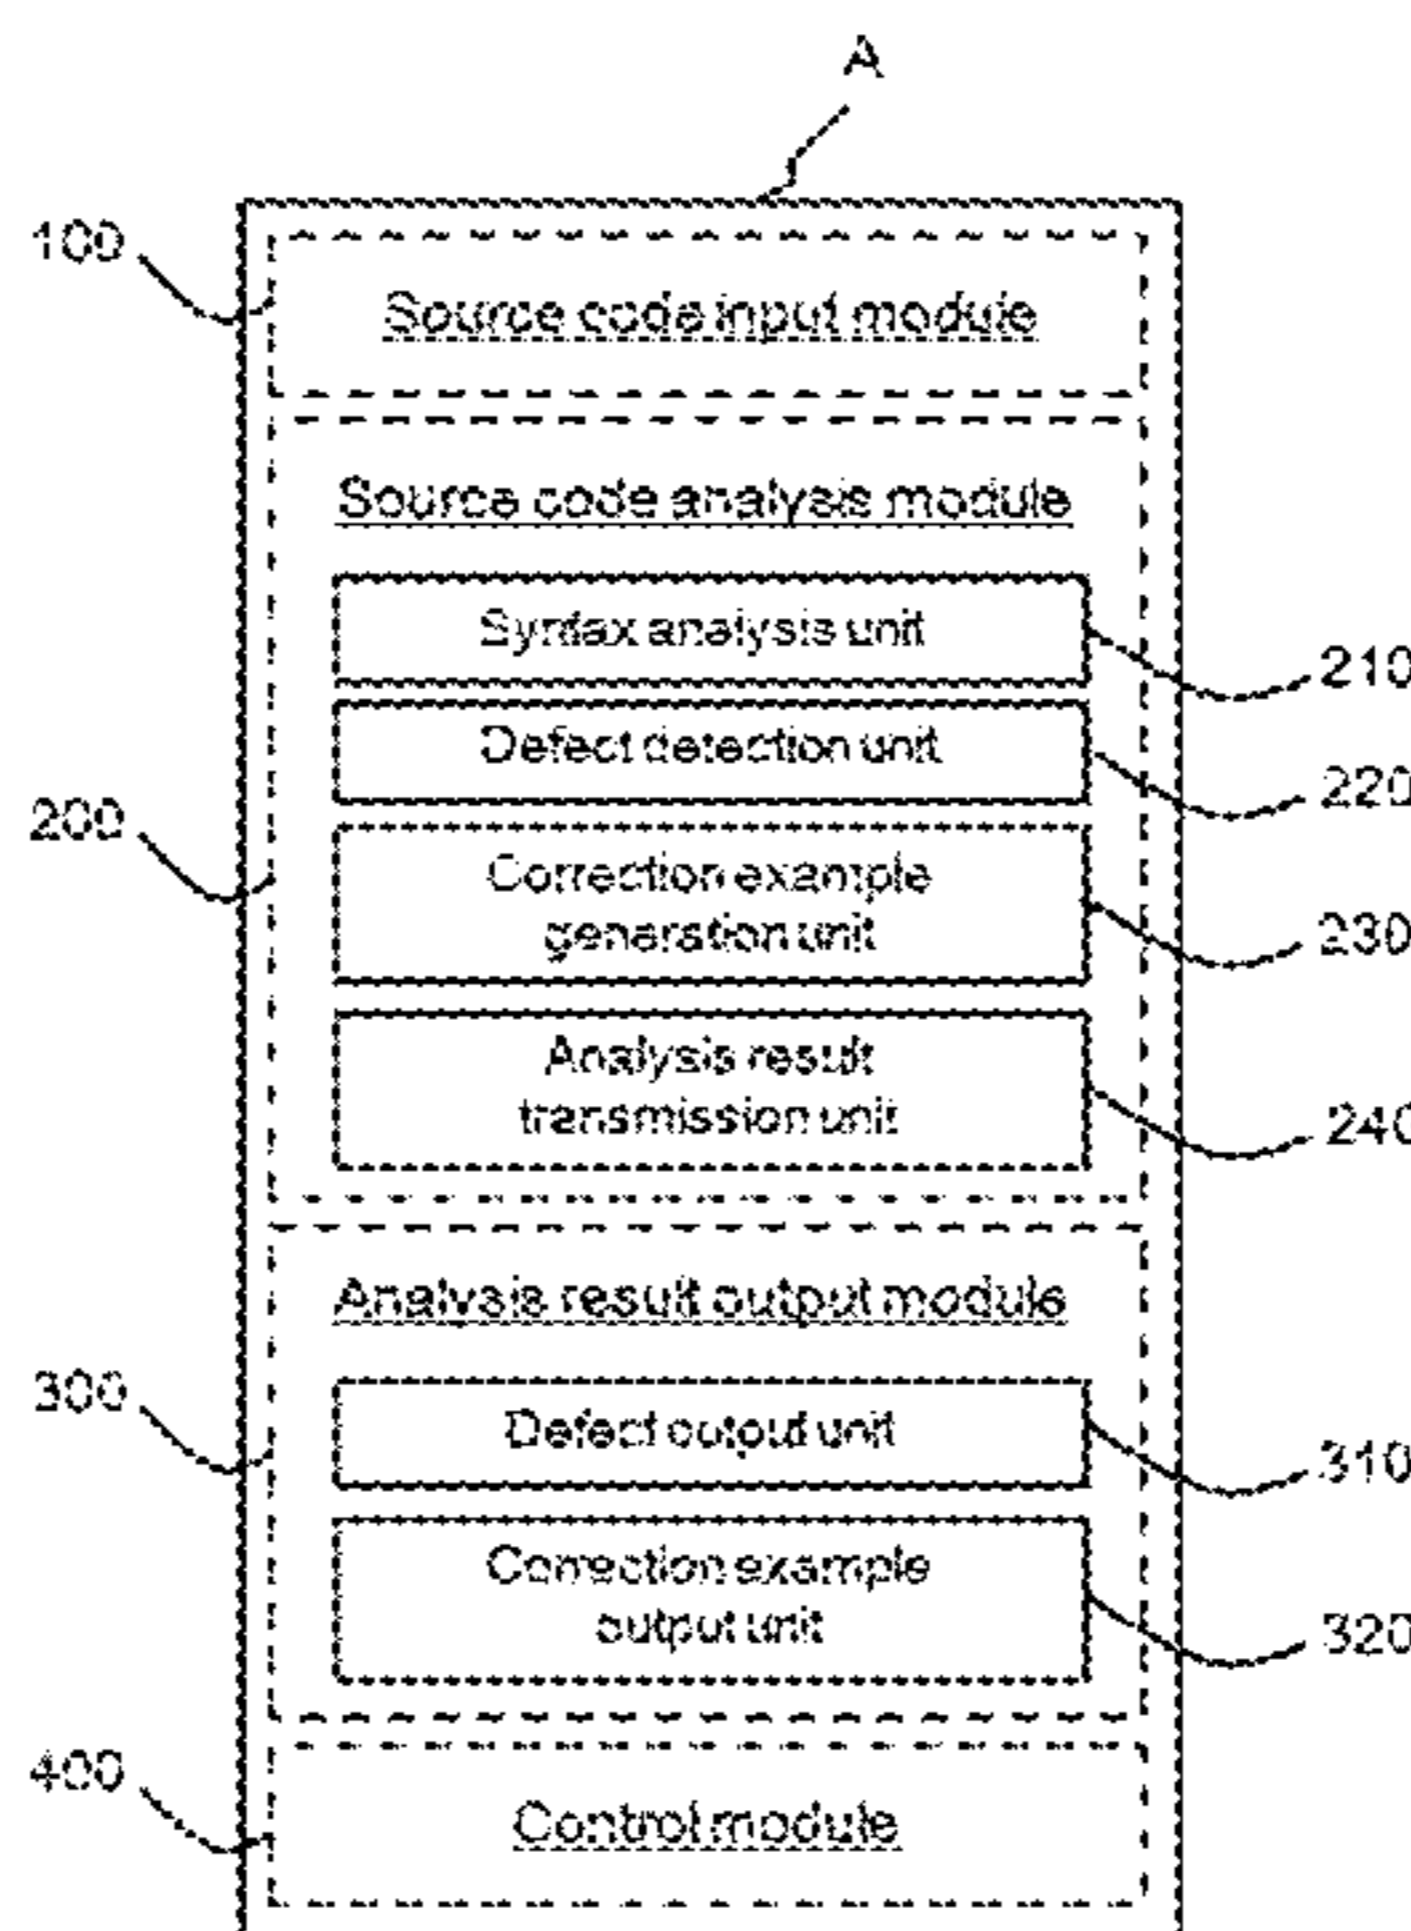 A
100
Source code input module
Source code analysis module
Syntax analysis unit
210
Defect detection unit
220
200
Correction example
generation unit
230
Analysis result
transmission unit
240
Analysis result output module
300
Defect output unit
310
Correction example
output unit
320
400
Control module